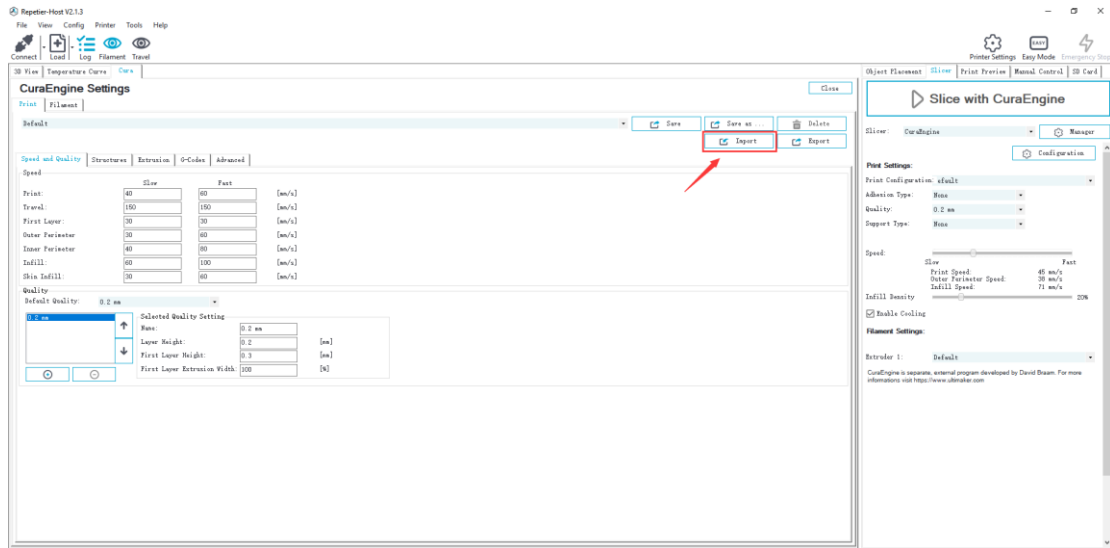 Repetier-Host V2.1.3
File View Config Printer Tools Help
Connect Load Log Filament Travel
Printer Settings Easy Mode Emergency Stop
EASY
3D View Temperature Curve Cura
Object Placement Slicer Print Preview Manual Control SD Card
CuraEngine Settings
Close
Slice with CuraEngine
Print Filament
Default
Save Save as ... Delete
Import Export
Slicer: CuraEngine Manager
Configuration
Speed and Quality Structures Extrusion G-Codes Advanced
Speed
Slow Fast
Print: 40 60 [mm/s]
Travel: 150 150 [mm/s]
First Layer: 30 30 [mm/s]
Outer Perimeter 30 60 [mm/s]
Inner Perimeter 40 80 [mm/s]
Infill: 60 100 [mm/s]
Skin Infill: 30 60 [mm/s]
Quality
Default Quality: 0.2 mm
0.2 mm
Selected Quality Setting
Name: 0.2 mm
Layer Height: 0.2 [mm]
First Layer Height: 0.3 [mm]
First Layer Extrusion Width: 100 [%]
Print Settings:
Print Configuration: efault
Adhesion Type: None
Quality: 0.2 mm
Support Type: None
Speed:
Slow Fast
Print Speed: 45 mm/s
Outer Perimeter Speed: 38 mm/s
Infill Speed: 71 mm/s
Infill Density 20%
Enable Cooling
Filament Settings:
Extruder 1: Default
CuraEngine is separate, external program developed by David Braam. For more
informations visit https://www.ultimaker.com